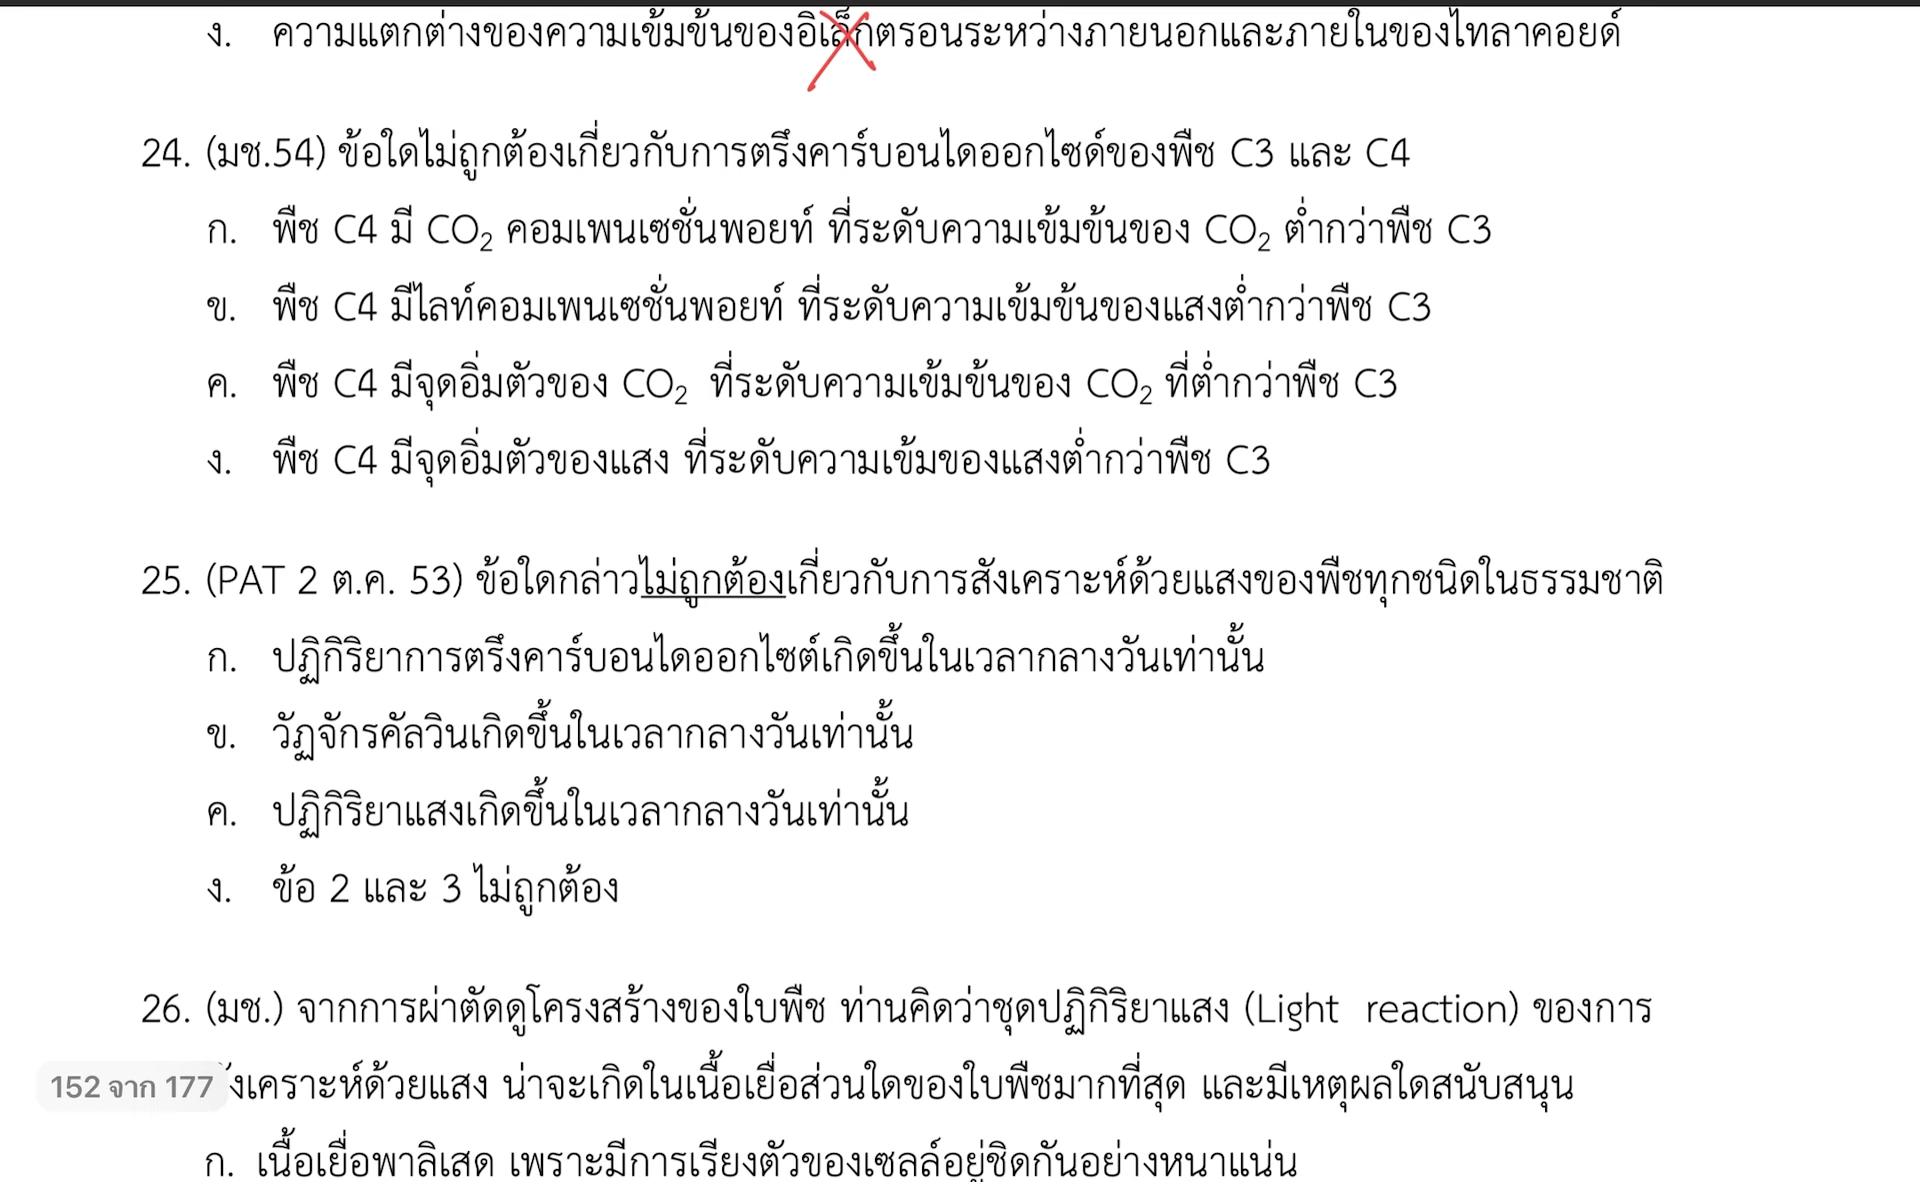 ง. ความแตกต่างของความเข้มข้นของอิเล็กตรอนระหว่างภายนอกและภายในของไทลาคอยด์
24. (มช.54) ข้อใดไม่ถูกต้องเกี่ยวกับการตรึงคาร์บอนไดออกไซด์ของพืช C3 และ C4
ก. พืช C4 มี CO₂ คอมเพนเซชั่นพอยท์ ที่ระดับความเข้มข้นของ CO₂ ต่ำกว่าพืช C3
ข. พืช C4 มีไลท์คอมเพนเซชั่นพอยท์ ที่ระดับความเข้มข้นของแสงต่ำกว่าพืช C3
ค. พืช C4 มีจุดอิ่มตัวของ CO₂ ที่ระดับความเข้มข้นของ CO₂ ที่ต่ำกว่าพืช C3
ง. พืช C4 มีจุดอิ่มตัวของแสง ที่ระดับความเข้มของแสงต่ำกว่าพืช C3
25. (PAT 2 ต.ค. 53) ข้อใดกล่าวไม่ถูกต้องเกี่ยวกับการสังเคราะห์ด้วยแสงของพืชทุกชนิดในธรรมชาติ
ก. ปฏิกิริยาการตรึงคาร์บอนไดออกไซต์เกิดขึ้นในเวลากลางวันเท่านั้น
ข. วัฏจักรคัลวินเกิดขึ้นในเวลากลางวันเท่านั้น
ค. ปฏิกิริยาแสงเกิดขึ้นในเวลากลางวันเท่านั้น
ง. ข้อ 2 และ 3 ไม่ถูกต้อง
26. (มช.) จากการผ่าตัดดูโครงสร้างของใบพืช ท่านคิดว่าชุดปฏิกิริยาแสง (Light reaction) ของการ
152 จาก 177
ังเคราะห์ด้วยแสง น่าจะเกิดในเนื้อเยื่อส่วนใดของใบพืชมากที่สุด และมีเหตุผลใดสนับสนุน
ก. เนื้อเยื่อพาลิเสด เพราะมีการเรียงตัวของเซลล์อยู่ชิดกันอย่างหนาแน่น